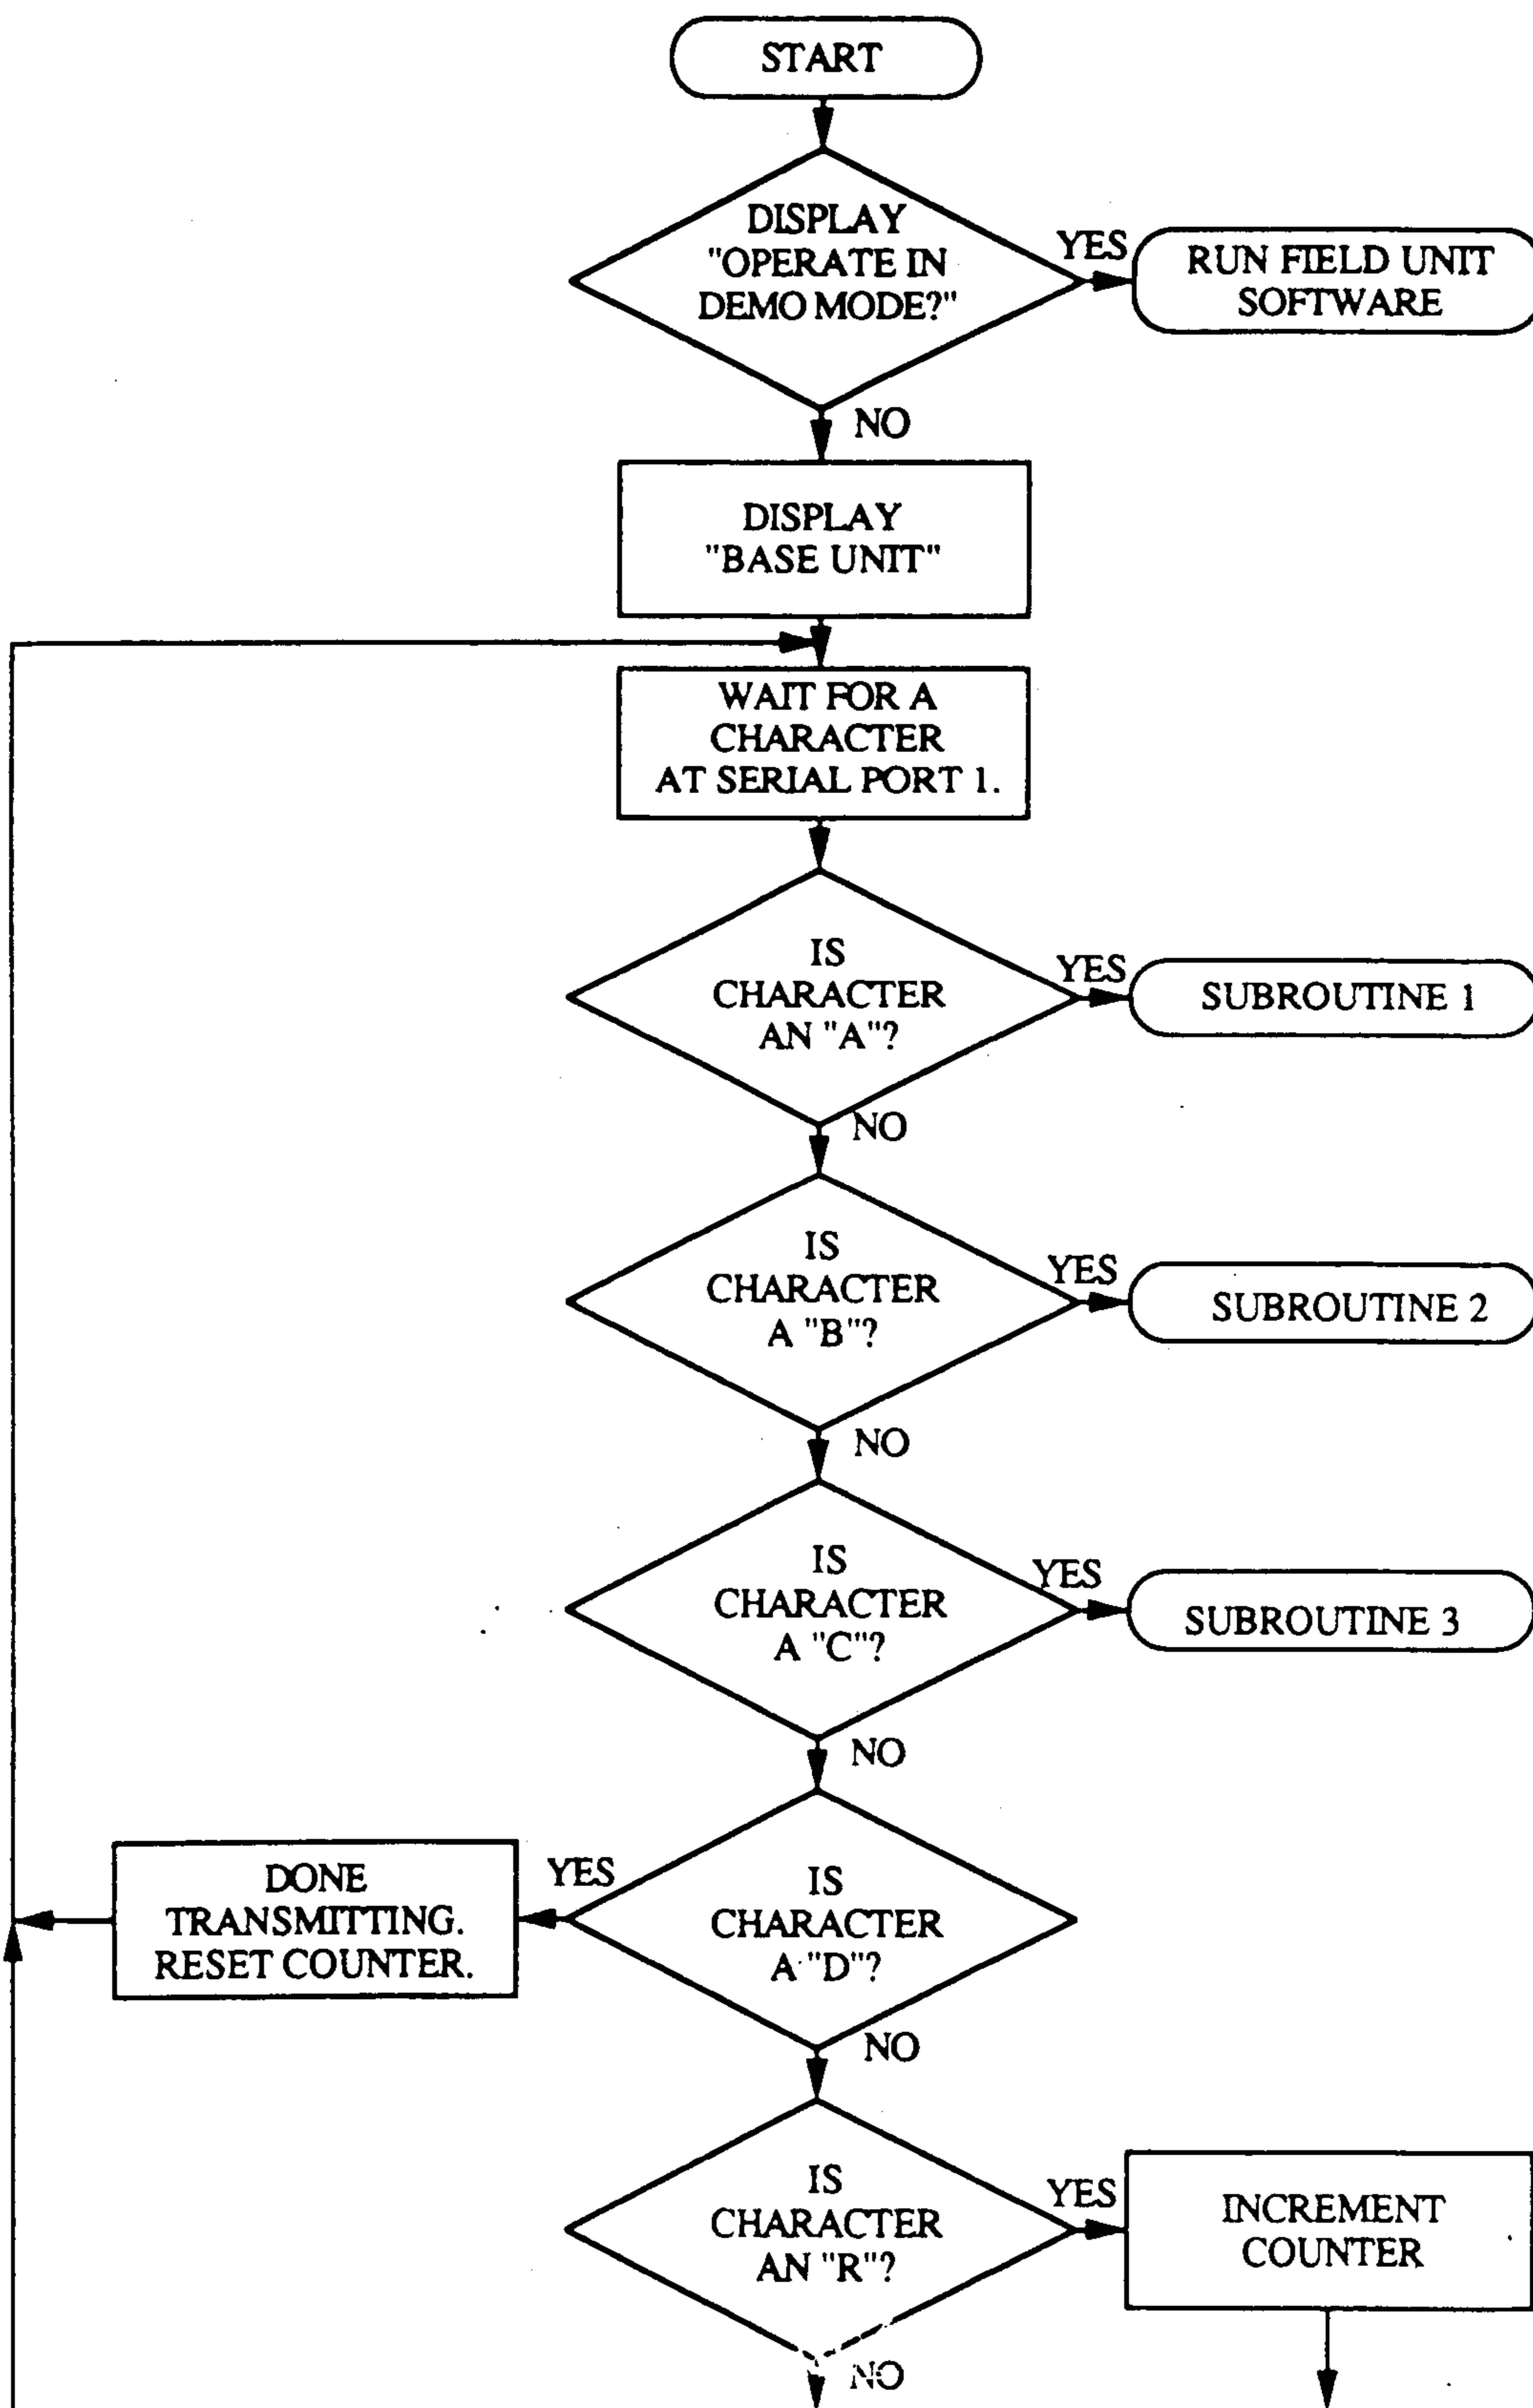 START
DISPLAY
"OPERATE IN
DEMO MODE?"
YES
RUN FIELD UNIT
SOFTWARE
NO
DISPLAY
"BASE UNIT"
WAIT FOR A
CHARACTER
AT SERIAL PORT 1.
IS
CHARACTER
AN "A"?
YES
SUBROUTINE 1
NO
IS
CHARACTER
A "B"?
YES
SUBROUTINE 2
NO
IS
CHARACTER
A "C"?
YES
SUBROUTINE 3
NO
IS
CHARACTER
A "D"?
YES
DONE
TRANSMITTING.
RESET COUNTER.
NO
IS
CHARACTER
AN "R"?
YES
INCREMENT
COUNTER
NO